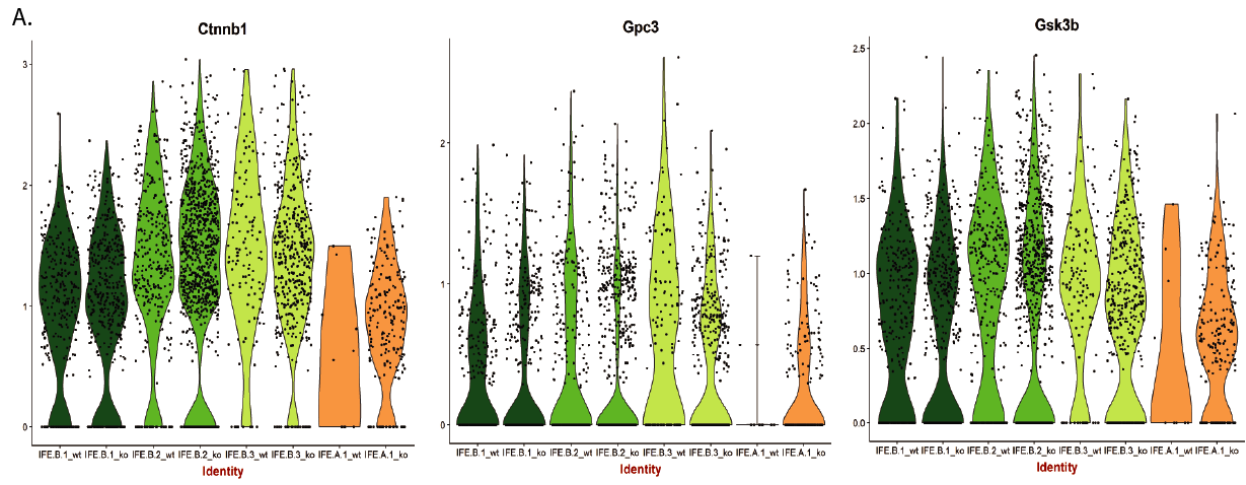 A.
Ctnnb1
3
2
1
0
IFE.B.1_wt IFE.B.1_ko IFE.B.2_wt IFE.B.2_ko IFE.B.3_wt IFE.B.3_ko IFE.A.1_wt IFE.A.1_ko
Identity
Gpc3
2
1
0
IFE.B.1_wt IFE.B.1_ko IFE.B.2_wt IFE.B.2_ko IFE.B.3_wt IFE.B.3_ko IFE.A.1_wt IFE.A.1_ko
Identity
Gsk3b
2.5
2.0
1.5
1.0
0.5
0.0
IFE.B.1_wt IFE.B.1_ko IFE.B.2_wt IFE.B.2_ko IFE.B.3_wt IFE.B.3_ko IFE.A.1_wt IFE.A.1_ko
Identity